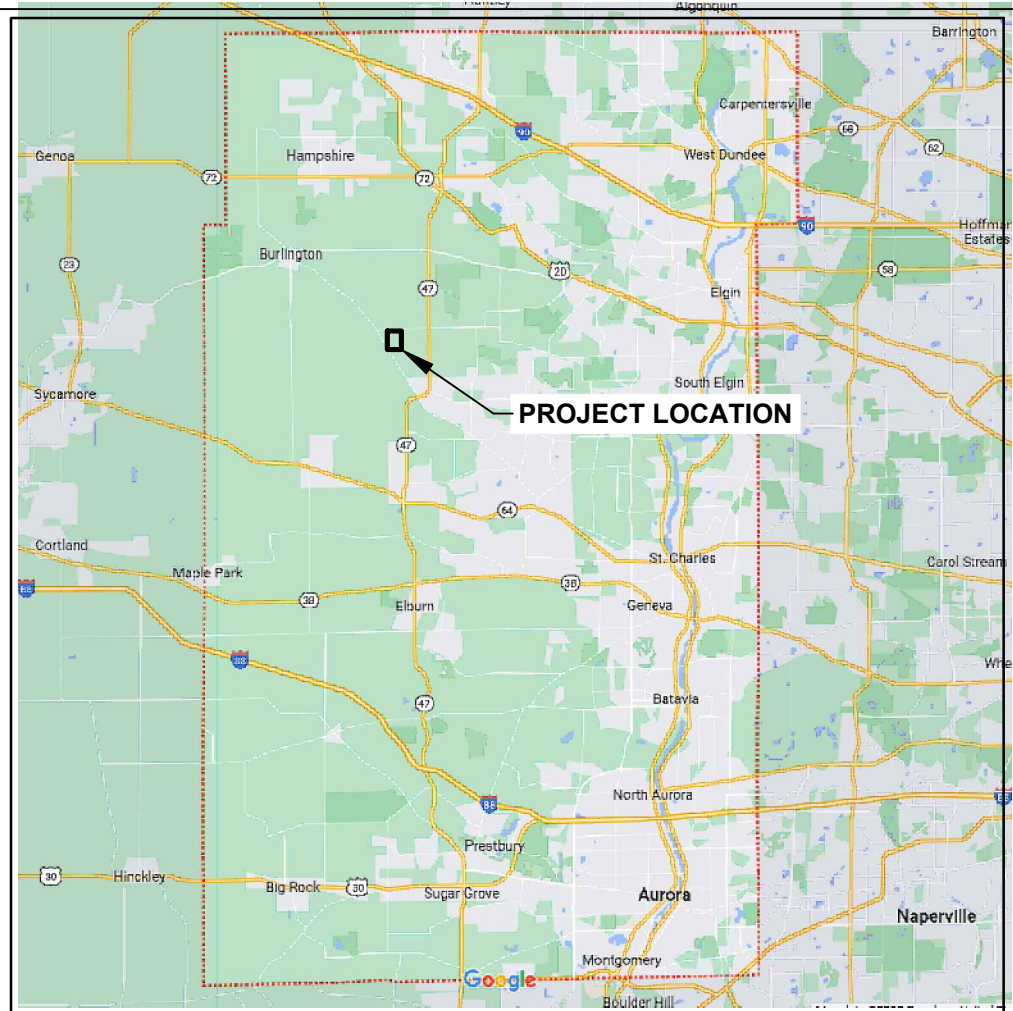 Algonquin
Barrington
Carpentersville
90
68
62
Genoa
Hampshire
West Dundee
72
72
90
Hoffman
Estates
Burlington
23
20
58
47
Elgin
Sycamore
South Elgin
PROJECT LOCATION
47
64
Cortland
St. Charles
Carol Stream
Maple Park
88
38
38
Elburn
Geneva
88
Whe
47
Batavia
North Aurora
88
88
Prestbury
30
Hinckley
Big Rock
30
Sugar Grove
Aurora
Naperville
Montgomery
Google
Boulder Hill